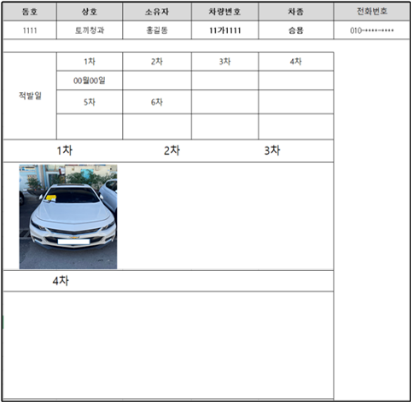 동호 상호 소유자 차량번호 차종 전화번호
1111 토끼청과 홍길동 11가1111 승용 010-****-****
적발일
1차 2차 3차 4차
00월00일
5차 6차
1차 2차 3차
4차